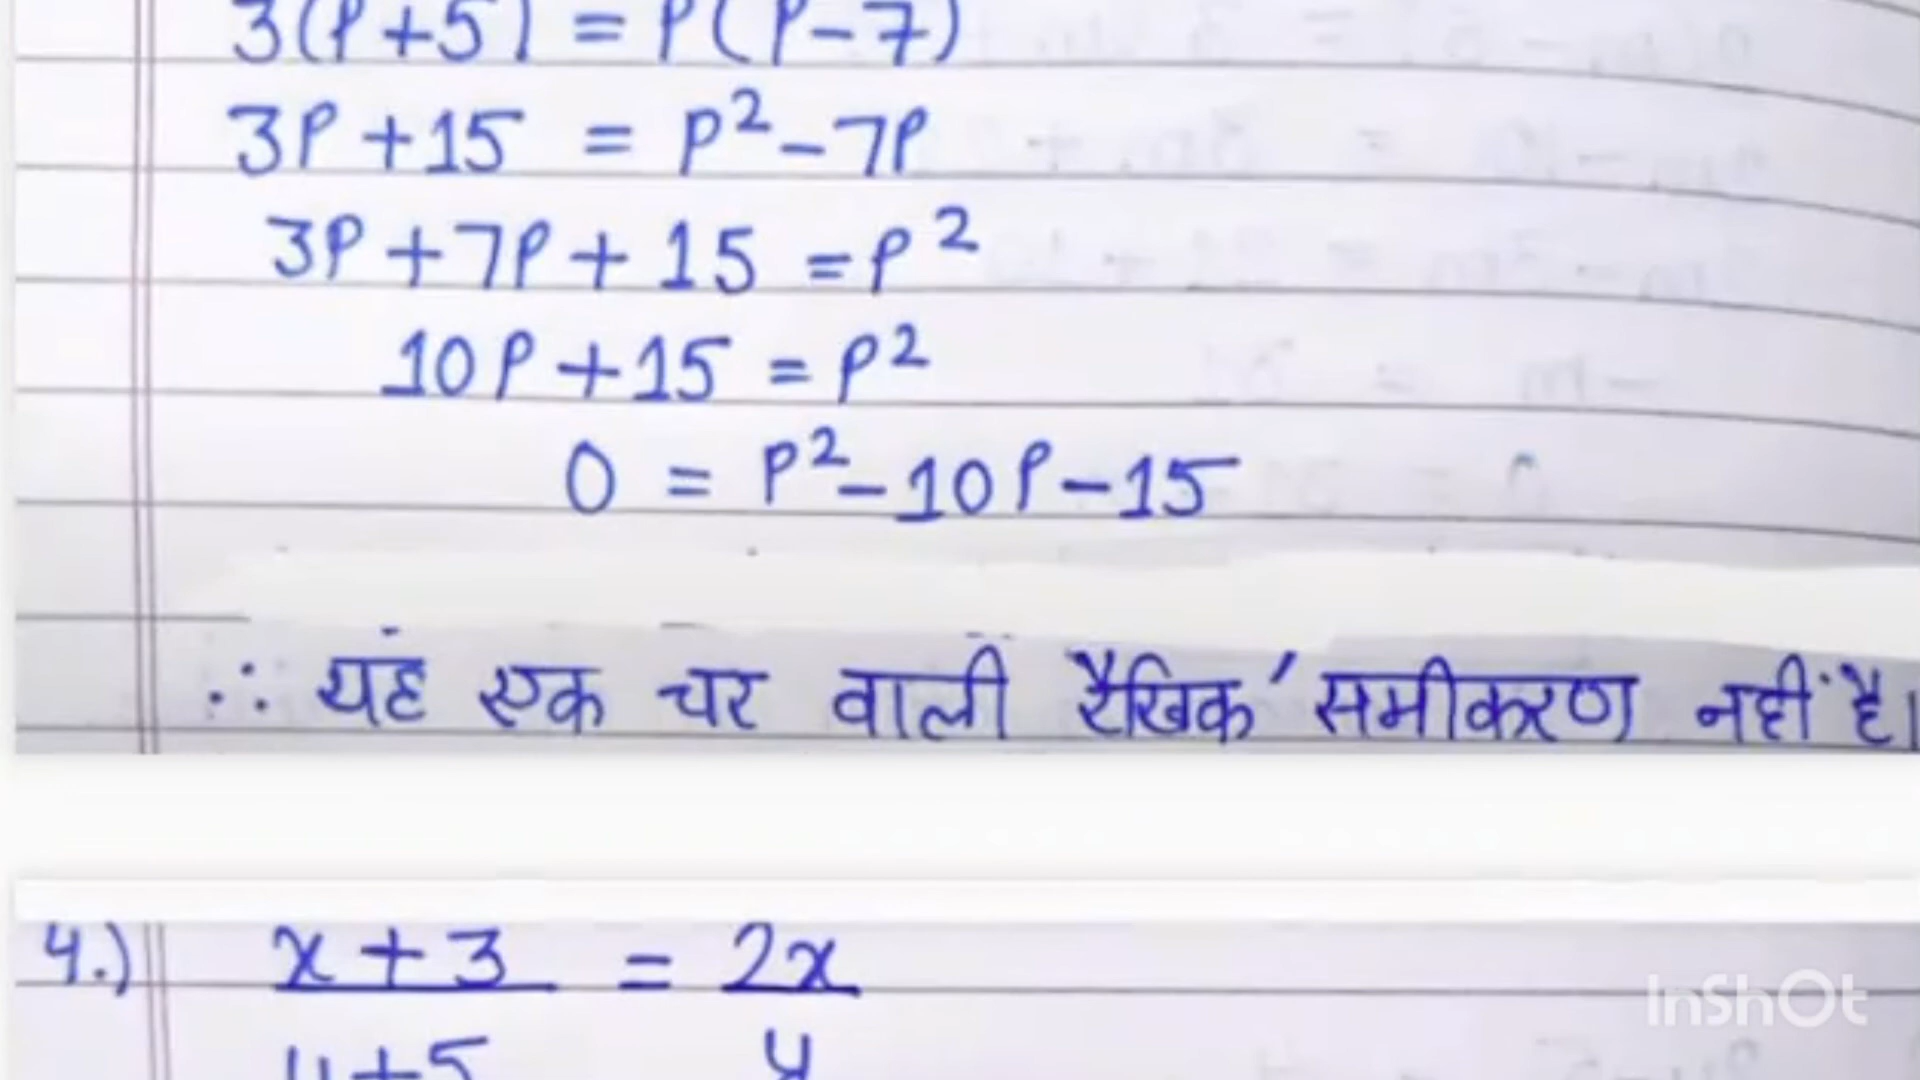 3(P+5) = P(P-7)
3P+15 = P²-7P
3P+7P+15 = P²
10P+15 = P²
0 = P²-10P-15
∴ यह एक चर वाली रैखिक समीकरण नहीं है।
4.) x+3 = 2x
y+5 y
InShOt